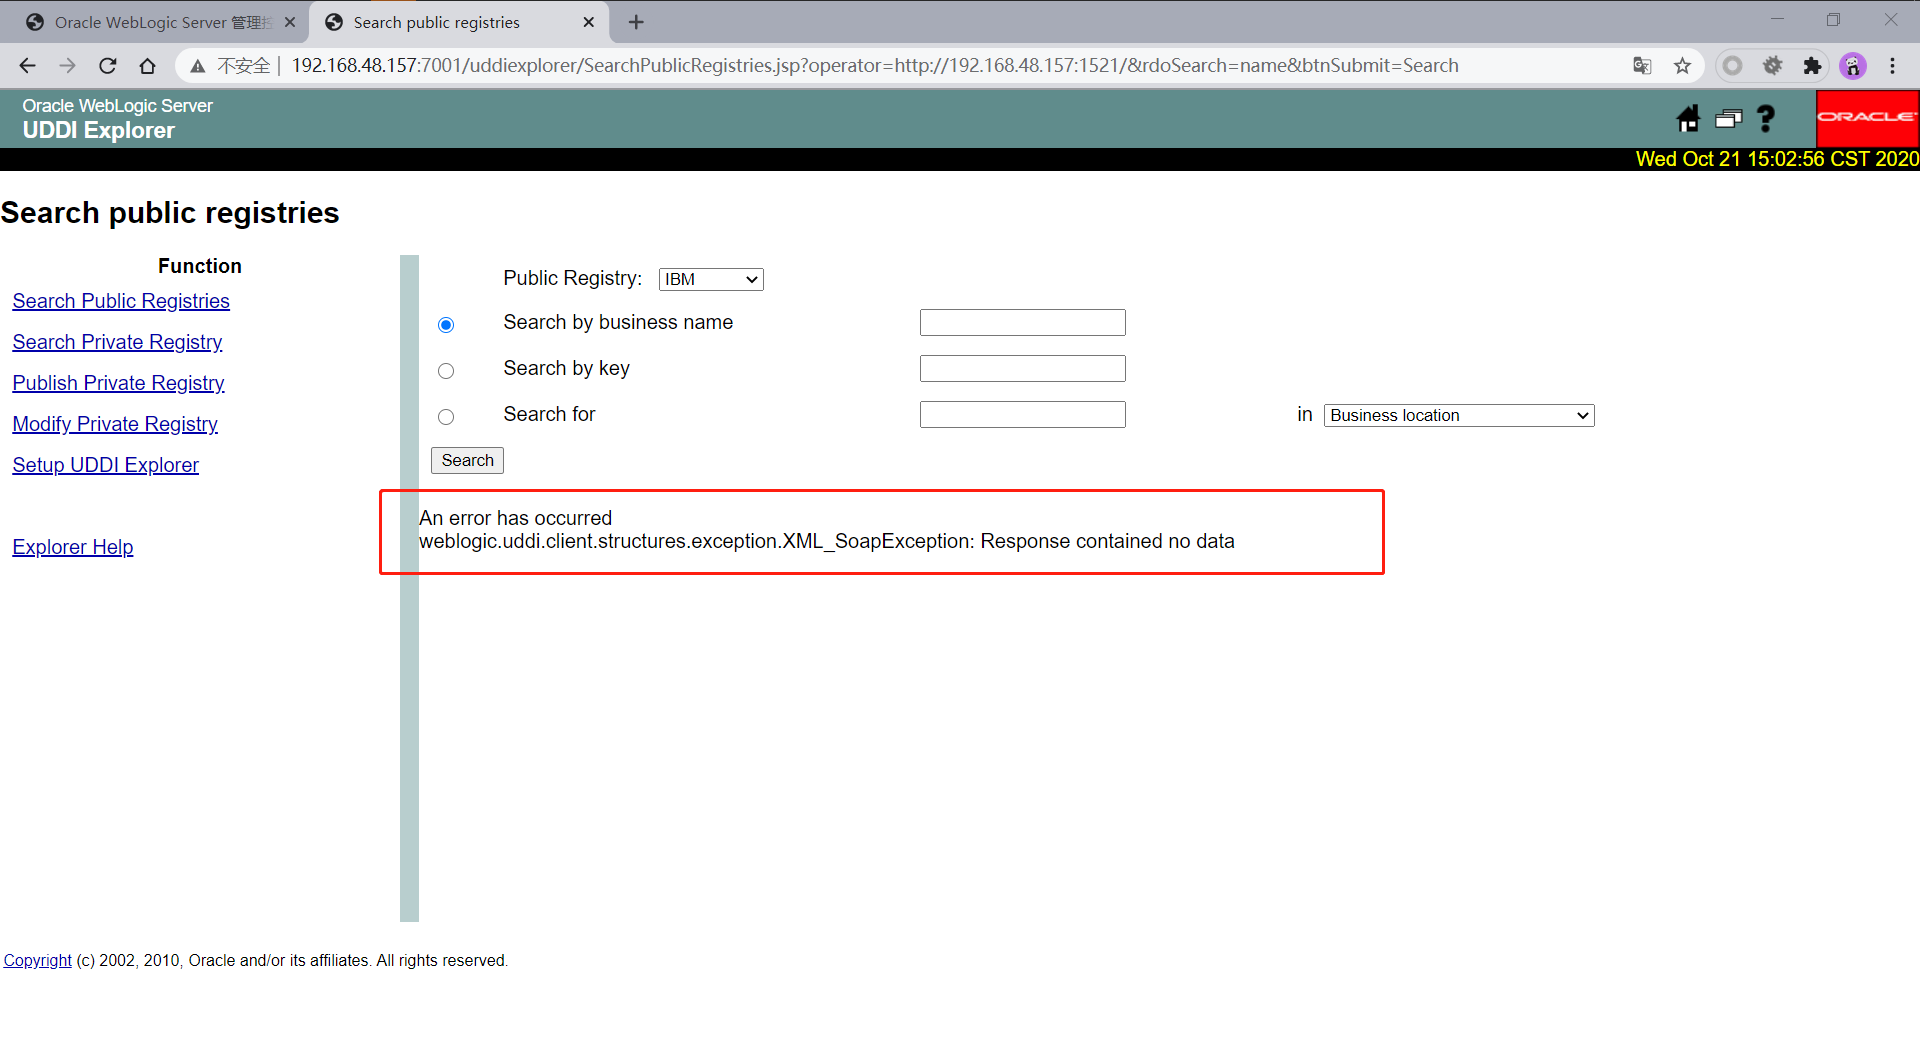 Oracle WebLogic Server 管理控
Search public registries
不安全 | 192.168.48.157:7001/uddiexplorer/SearchPublicRegistries.jsp?operator=http://192.168.48.157:1521/&rdoSearch=name&btnSubmit=Search
Oracle WebLogic Server
UDDI Explorer
ORACLE
Wed Oct 21 15:02:56 CST 2020
Search public registries
Function
Search Public Registries
Search Private Registry
Publish Private Registry
Modify Private Registry
Setup UDDI Explorer
Explorer Help
Public Registry: IBM
Search by business name
Search by key
Search for in Business location
Search
An error has occurred
weblogic.uddi.client.structures.exception.XML_SoapException: Response contained no data
Copyright (c) 2002, 2010, Oracle and/or its affiliates. All rights reserved.